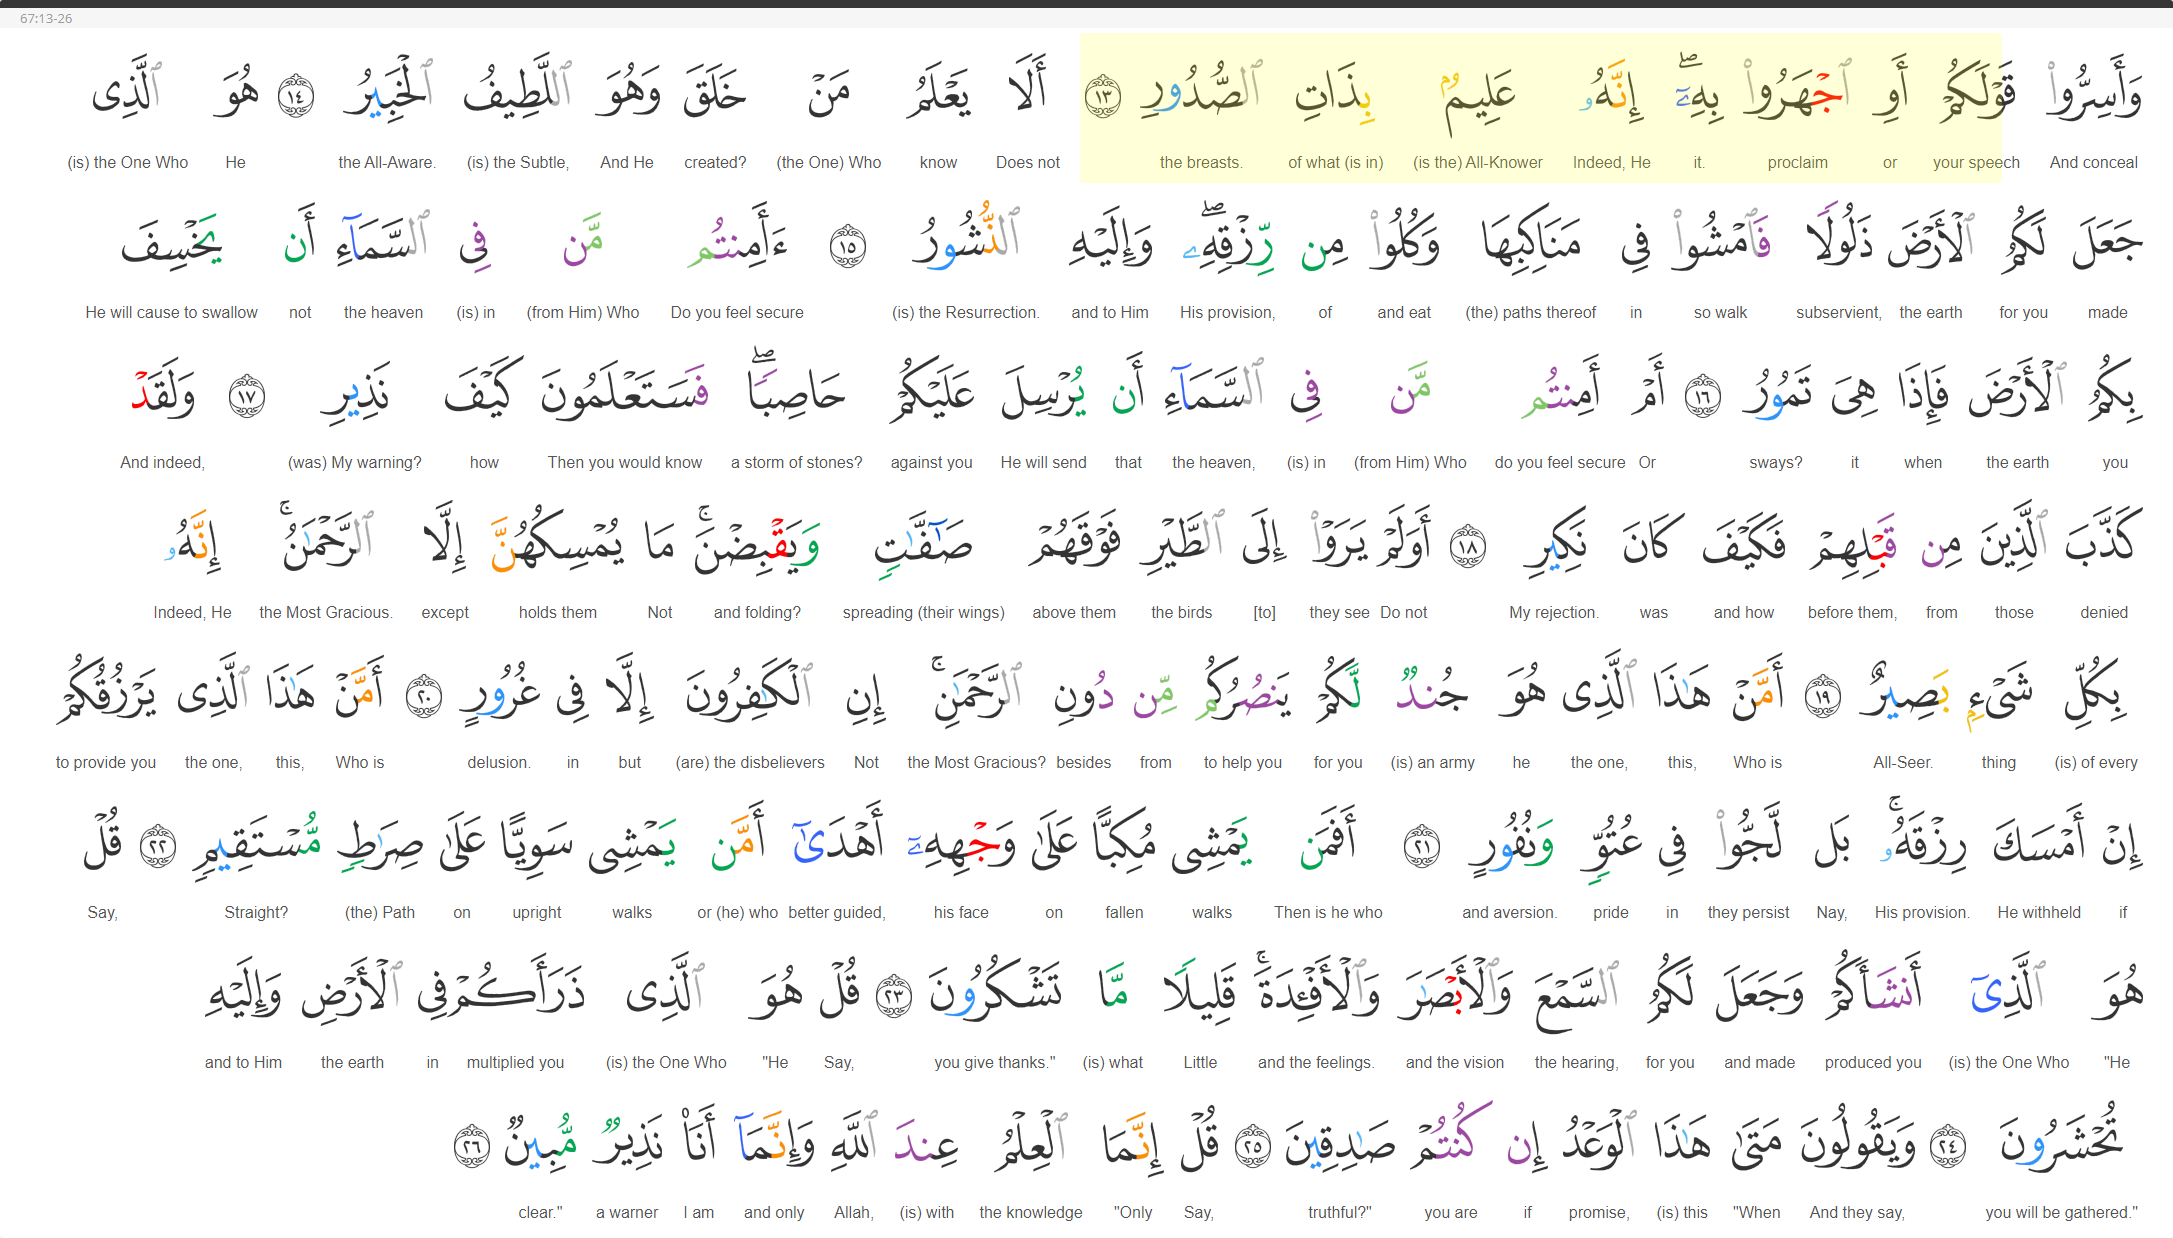 67:13-26
وَأَسِرُّوا۟ قَوْلَكُمْ أَوِ ٱجْهَرُوا۟ بِهِۦٓ ۖ إِنَّهُۥ عَلِيمٌۢ بِذَاتِ ٱلصُّدُورِ ١٣ أَلَا يَعْلَمُ مَنْ خَلَقَ وَهُوَ ٱللَّطِيفُ ٱلْخَبِيرُ ١٤ هُوَ ٱلَّذِى
And conceal your speech or proclaim it. Indeed, He (is the) All-Knower of what (is in) the breasts. Does not know (the One) Who created? And He (is) the Subtle, the All-Aware. He (is) the One Who
جَعَلَ لَكُمُ ٱلْأَرْضَ ذَلُولًا فَٱمْشُوا۟ فِى مَنَاكِبِهَا وَكُلُوا۟ مِن رِّزْقِهِۦ ۖ وَإِلَيْهِ ٱلنُّشُورُ ١٥ ءَأَمِنتُم مَّن فِى ٱلسَّمَآءِ أَن يَخْسِفَ
made for you the earth subservient, so walk in (the) paths thereof and eat of His provision, and to Him (is) the Resurrection. Do you feel secure (from Him) Who (is) in the heaven not He will cause to swallow
بِكُمُ ٱلْأَرْضَ فَإِذَا هِىَ تَمُورُ ١٦ أَمْ أَمِنتُم مَّن فِى ٱلسَّمَآءِ أَن يُرْسِلَ عَلَيْكُمْ حَاصِبًا ۖ فَسَتَعْلَمُونَ كَيْفَ نَذِيرِ ١٧ وَلَقَدْ
you the earth when it sways? Or do you feel secure (from Him) Who (is) in the heaven, that He will send against you a storm of stones? Then you would know how (was) My warning? And indeed,
كَذَّبَ ٱلَّذِينَ مِن قَبْلِهِمْ فَكَيْفَ كَانَ نَكِيرِ ١٨ أَوَلَمْ يَرَوْا۟ إِلَى ٱلطَّيْرِ فَوْقَهُمْ صَـٰٓفَّـٰتٍ وَيَقْبِضْنَ ۚ مَا يُمْسِكُهُنَّ إِلَّا ٱلرَّحْمَـٰنُ ۚ إِنَّهُۥ
denied those from before them, and how was My rejection. Do not they see [to] the birds above them spreading (their wings) and folding? Not holds them except the Most Gracious. Indeed, He
بِكُلِّ شَىْءٍۭ بَصِيرٌ ١٩ أَمَّنْ هَـٰذَا ٱلَّذِى هُوَ جُندٌ لَّكُمْ يَنصُرُكُم مِّن دُونِ ٱلرَّحْمَـٰنِ ۚ إِنِ ٱلْكَـٰفِرُونَ إِلَّا فِى غُرُورٍ ٢٠ أَمَّنْ هَـٰذَا ٱلَّذِى يَرْزُقُكُمْ
(is) of every thing All-Seer. Who is this, the one, he (is) an army for you to help you from besides the Most Gracious? Not (are) the disbelievers but in delusion. Who is this, the one, to provide you
إِنْ أَمْسَكَ رِزْقَهُۥ ۚ بَل لَّجُّوا۟ فِى عُتُوٍّ وَنُفُورٍ ٢١ أَفَمَن يَمْشِى مُكِبًّا عَلَىٰ وَجْهِهِۦٓ أَهْدَىٰٓ أَمَّن يَمْشِى سَوِيًّا عَلَىٰ صِرَٰطٍ مُّسْتَقِيمٍ ٢٢ قُلْ
if He withheld His provision. Nay, they persist in pride and aversion. Then is he who walks fallen on his face better guided, or (he) who walks upright on (the) Path Straight? Say,
هُوَ ٱلَّذِىٓ أَنشَأَكُمْ وَجَعَلَ لَكُمُ ٱلسَّمْعَ وَٱلْأَبْصَـٰرَ وَٱلْأَفْـِٔدَةَ ۖ قَلِيلًا مَّا تَشْكُرُونَ ٢٣ قُلْ هُوَ ٱلَّذِى ذَرَأَكُمْ فِى ٱلْأَرْضِ وَإِلَيْهِ
"He (is) the One Who produced you and made for you the hearing, and the vision and the feelings. Little (is) what you give thanks." Say, "He (is) the One Who multiplied you in the earth and to Him
تُحْشَرُونَ ٢٤ وَيَقُولُونَ مَتَىٰ هَـٰذَا ٱلْوَعْدُ إِن كُنتُمْ صَـٰدِقِينَ ٢٥ قُلْ إِنَّمَا ٱلْعِلْمُ عِندَ ٱللَّهِ وَإِنَّمَآ أَنَا۠ نَذِيرٌ مُّبِينٌ ٢٦
you will be gathered." And they say, "When (is) this promise, if you are truthful?" Say, "Only the knowledge (is) with Allah, and only I am a warner clear."